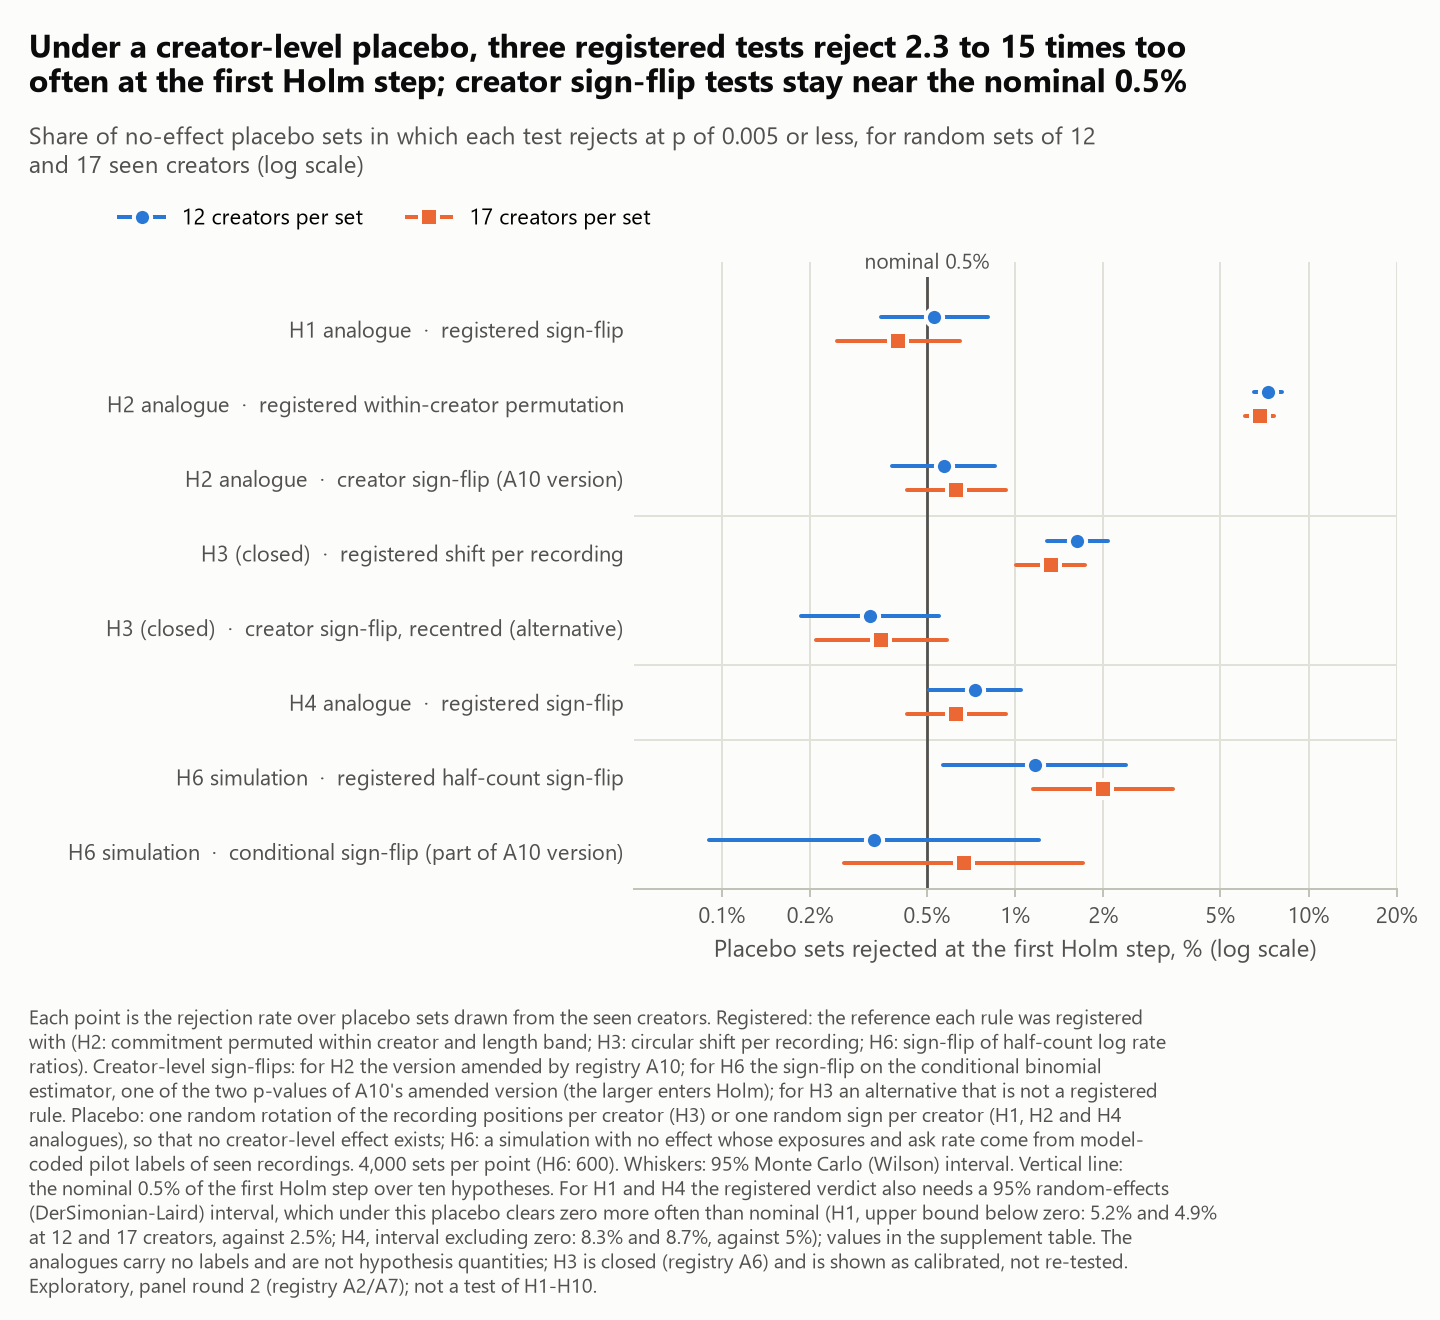 Under a creator-level placebo, three registered tests reject 2.3 to 15 times too
often at the first Holm step; creator sign-flip tests stay near the nominal 0.5%
Share of no-effect placebo sets in which each test rejects at p of 0.005 or less, for random sets of 12
and 17 seen creators (log scale)
12 creators per set
17 creators per set
nominal 0.5%
H1 analogue · registered sign-flip
H2 analogue · registered within-creator permutation
H2 analogue · creator sign-flip (A10 version)
H3 (closed) · registered shift per recording
H3 (closed) · creator sign-flip, recentred (alternative)
H4 analogue · registered sign-flip
H6 simulation · registered half-count sign-flip
H6 simulation · conditional sign-flip (part of A10 version)
0.1% 0.2% 0.5% 1% 2% 5% 10% 20%
Placebo sets rejected at the first Holm step, % (log scale)
Each point is the rejection rate over placebo sets drawn from the seen creators. Registered: the reference each rule was registered
with (H2: commitment permuted within creator and length band; H3: circular shift per recording; H6: sign-flip of half-count log rate
ratios). Creator-level sign-flips: for H2 the version amended by registry A10; for H6 the sign-flip on the conditional binomial
estimator, one of the two p-values of A10's amended version (the larger enters Holm); for H3 an alternative that is not a registered
rule. Placebo: one random rotation of the recording positions per creator (H3) or one random sign per creator (H1, H2 and H4
analogues), so that no creator-level effect exists; H6: a simulation with no effect whose exposures and ask rate come from model-
coded pilot labels of seen recordings. 4,000 sets per point (H6: 600). Whiskers: 95% Monte Carlo (Wilson) interval. Vertical line:
the nominal 0.5% of the first Holm step over ten hypotheses. For H1 and H4 the registered verdict also needs a 95% random-effects
(DerSimonian-Laird) interval, which under this placebo clears zero more often than nominal (H1, upper bound below zero: 5.2% and 4.9%
at 12 and 17 creators, against 2.5%; H4, interval excluding zero: 8.3% and 8.7%, against 5%); values in the supplement table. The
analogues carry no labels and are not hypothesis quantities; H3 is closed (registry A6) and is shown as calibrated, not re-tested.
Exploratory, panel round 2 (registry A2/A7); not a test of H1-H10.